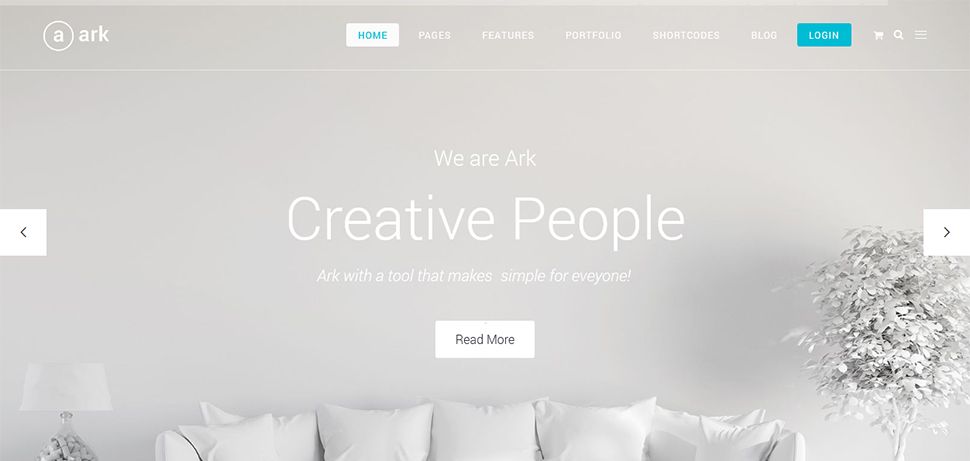 a ark
HOME PAGES FEATURES PORTFOLIO SHORTCODES BLOG LOGIN
We are Ark
Creative People
Ark with a tool that makes  simple for eveyone!
Read More